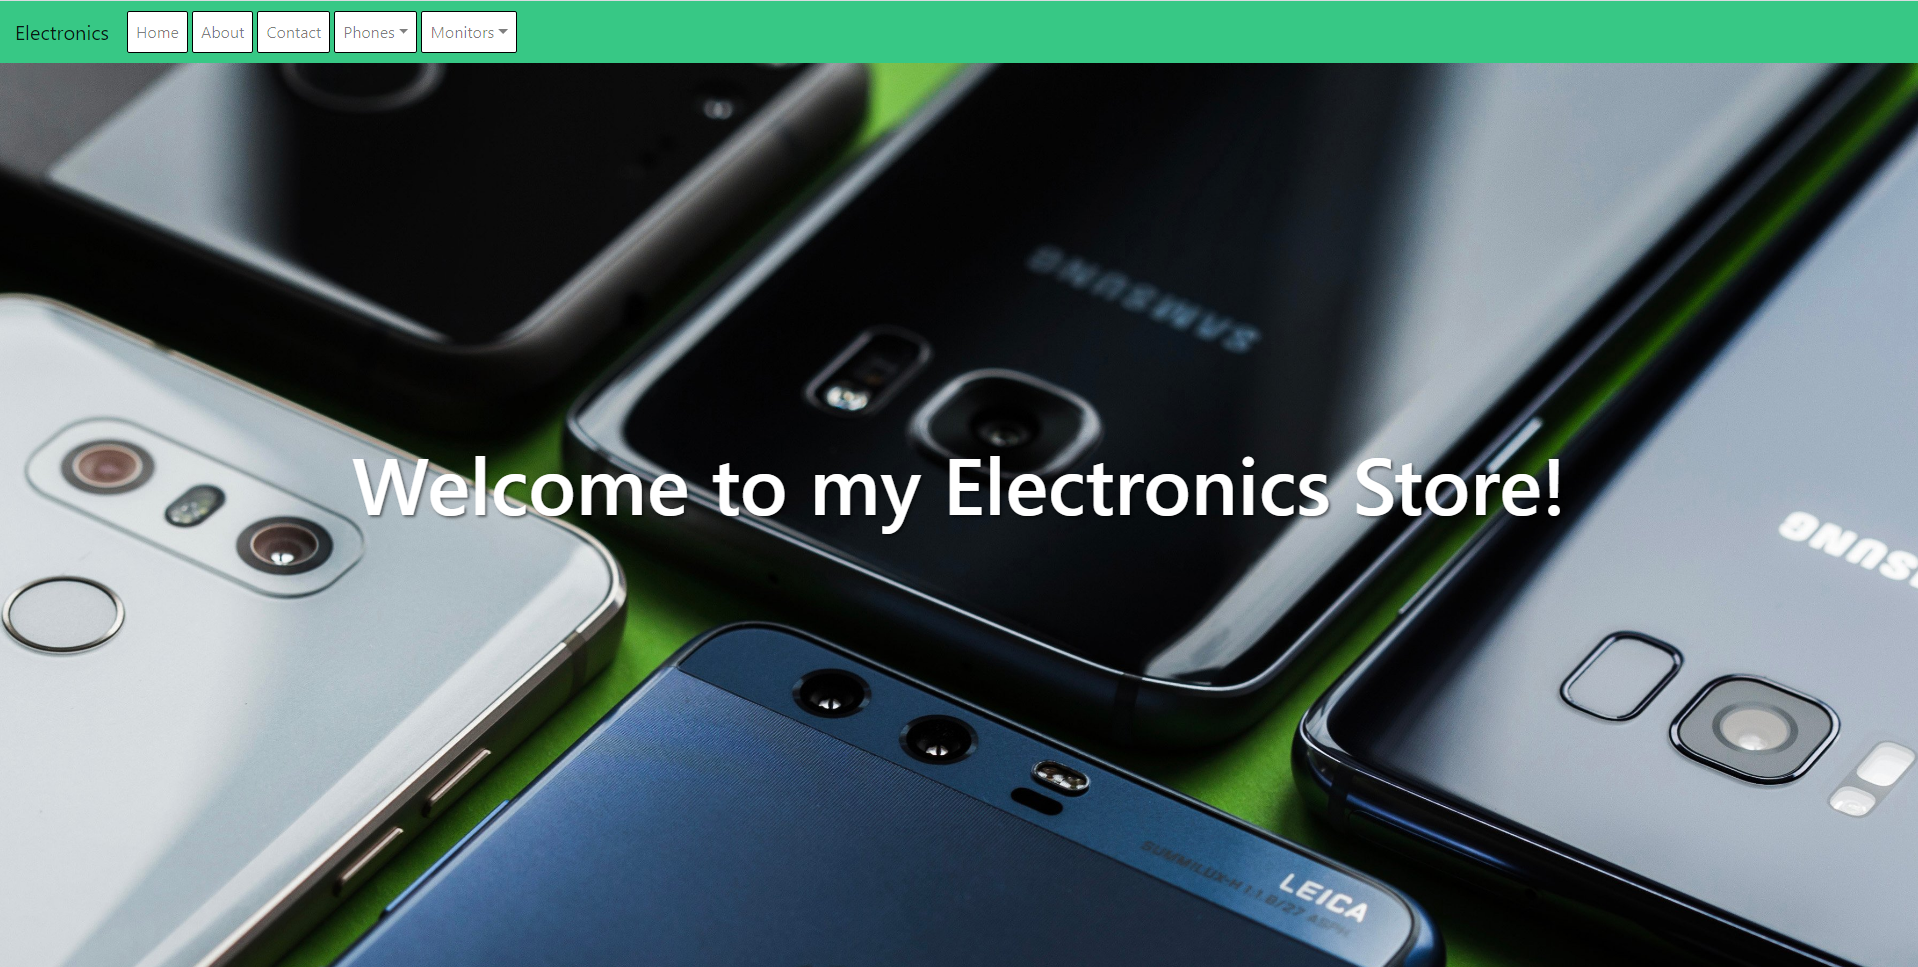 Electronics Home About Contact Phones Monitors
SAMSUNG
Welcome to my Electronics Store!
SAMSUNG
SUMMILUX-H 1:1.8/27 ASPH.
LEICA